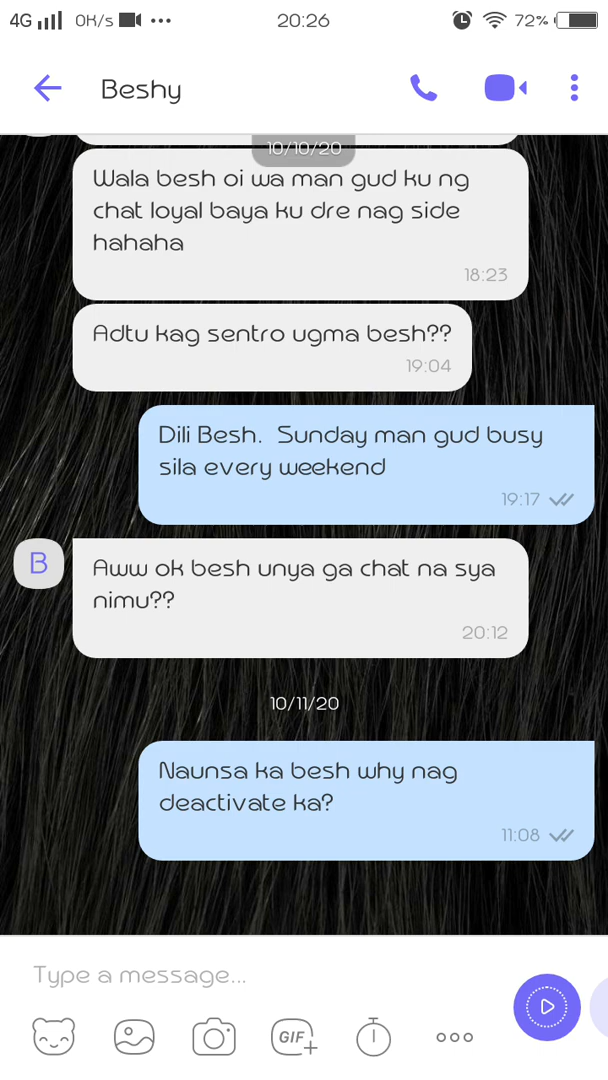 4G 0K/s 20:26 72%
Beshy
10/10/20
Wala besh oi wa man gud ku ng
chat loyal baya ku dre nag side
hahaha
18:23
Adtu kag sentro ugma besh??
19:04
Dili Besh. Sunday man gud busy
sila every weekend
19:17
B
Aww ok besh unya ga chat na sya
nimu??
20:12
10/11/20
Naunsa ka besh why nag
deactivate ka?
11:08
Type a message...
GIF